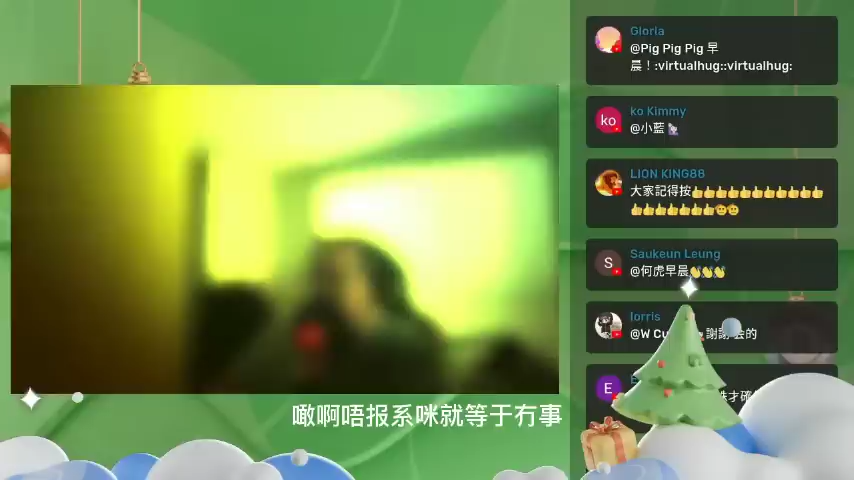 Gloria
@Pig Pig Pig 早
晨！:virtualhug::virtualhug:
ko Kimmy
@小藍
LION KING88
大家記得按👍👍👍👍👍👍👍👍👍👍👍
👍👍👍👍👍👍👍🫡🫡
Saukeun Leung
@何虎早晨👏👏👏
lorris
@W Cu 謝謝 会的
噉啊唔报系咪就等于冇事